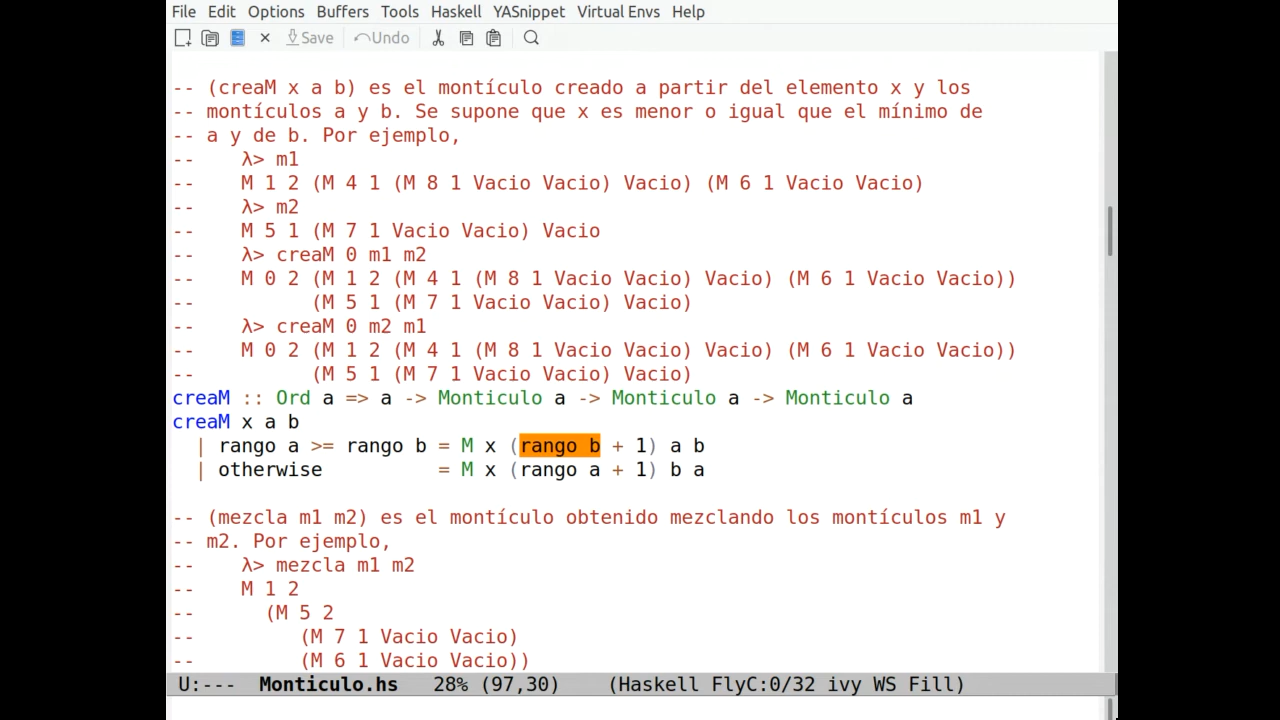 File Edit Options Buffers Tools Haskell YASnippet Virtual Envs Help
Save Undo
-- (creaM x a b) es el montículo creado a partir del elemento x y los
-- montículos a y b. Se supone que x es menor o igual que el mínimo de
-- a y de b. Por ejemplo,
--    λ> m1
--    M 1 2 (M 4 1 (M 8 1 Vacio Vacio) Vacio) (M 6 1 Vacio Vacio)
--    λ> m2
--    M 5 1 (M 7 1 Vacio Vacio) Vacio
--    λ> creaM 0 m1 m2
--    M 0 2 (M 1 2 (M 4 1 (M 8 1 Vacio Vacio) Vacio) (M 6 1 Vacio Vacio))
--          (M 5 1 (M 7 1 Vacio Vacio) Vacio)
--    λ> creaM 0 m2 m1
--    M 0 2 (M 1 2 (M 4 1 (M 8 1 Vacio Vacio) Vacio) (M 6 1 Vacio Vacio))
--          (M 5 1 (M 7 1 Vacio Vacio) Vacio)
creaM :: Ord a => a -> Monticulo a -> Monticulo a -> Monticulo a
creaM x a b
  | rango a >= rango b = M x (rango b + 1) a b
  | otherwise          = M x (rango a + 1) b a
-- (mezcla m1 m2) es el montículo obtenido mezclando los montículos m1 y
-- m2. Por ejemplo,
--    λ> mezcla m1 m2
--    M 1 2
--      (M 5 2
--         (M 7 1 Vacio Vacio)
--         (M 6 1 Vacio Vacio))
U:--- Monticulo.hs 28% (97,30) (Haskell FlyC:0/32 ivy WS Fill)